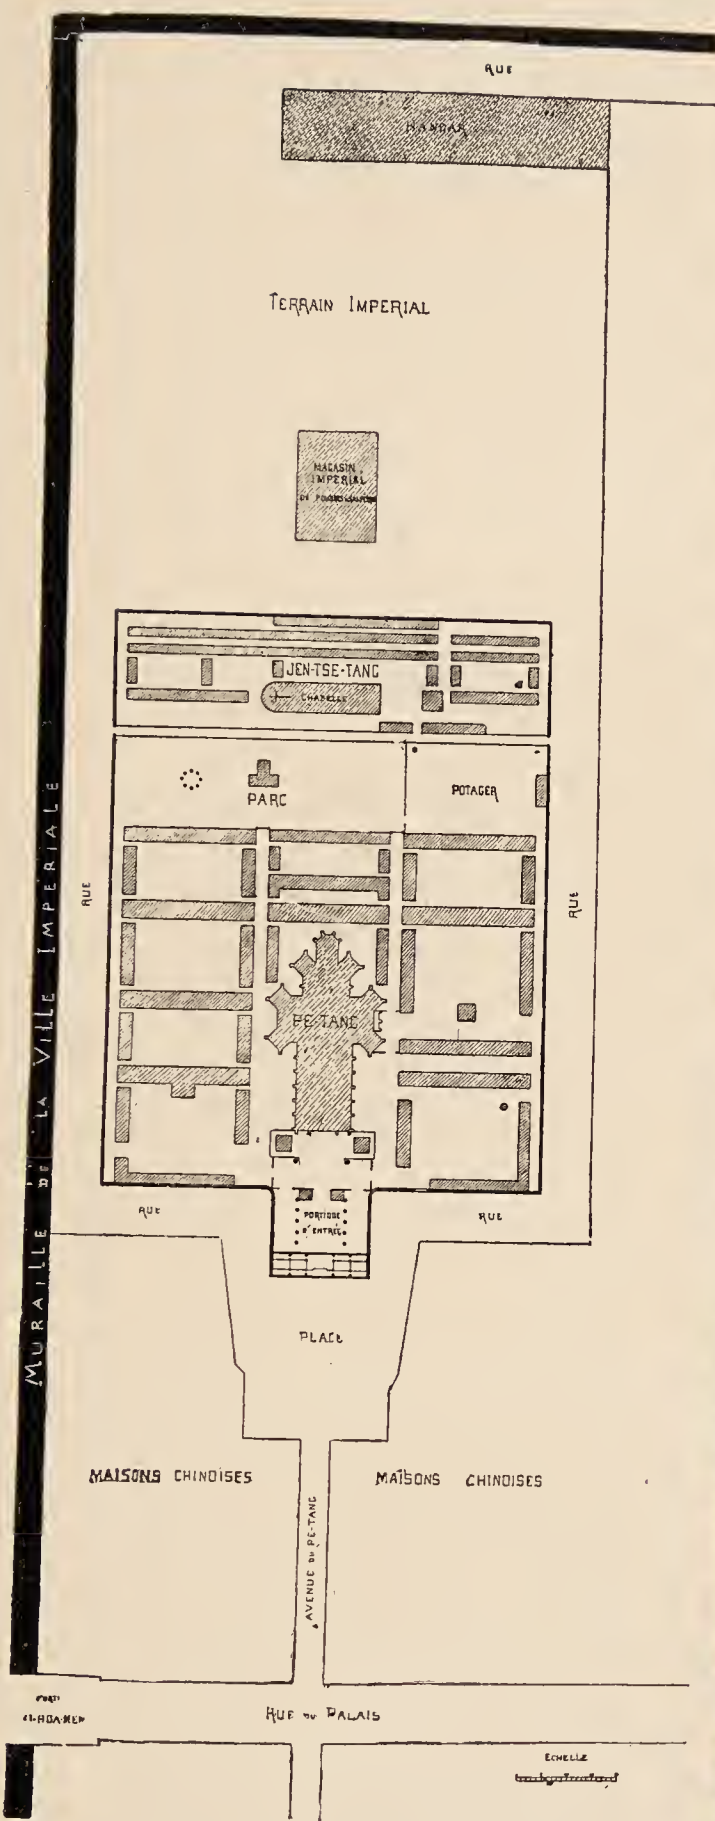 RUE
HANGAR
TERRAIN IMPERIAL
MAGASIN
IMPERIAL
JEN-TSE-TANG
CHAPELLE
PARC
POTAGER
RUE
RUE
PE-TANG
MURAILLE DE LA VILLE IMPERIALE
RUE
RUE
PORTIQUE
D'ENTRÉE
PLACE
MAISONS CHINOISES
MAISONS CHINOISES
AVENUE DU PE-TANG
RUE DU PALAIS
ECHELLE